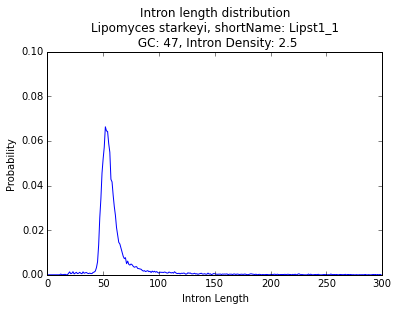 Intron length distribution
Lipomyces starkeyi, shortName: Lipst1_1
GC: 47, Intron Density: 2.5
0.10
0.08
0.06
0.04
0.02
0.00
Probability
0 50 100 150 200 250 300
Intron Length